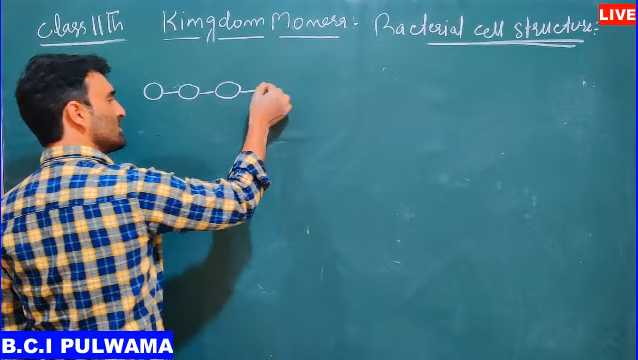 Class 11th Kingdom Monera:- Bacterial cell structure:-
LIVE
B.C.I PULWAMA